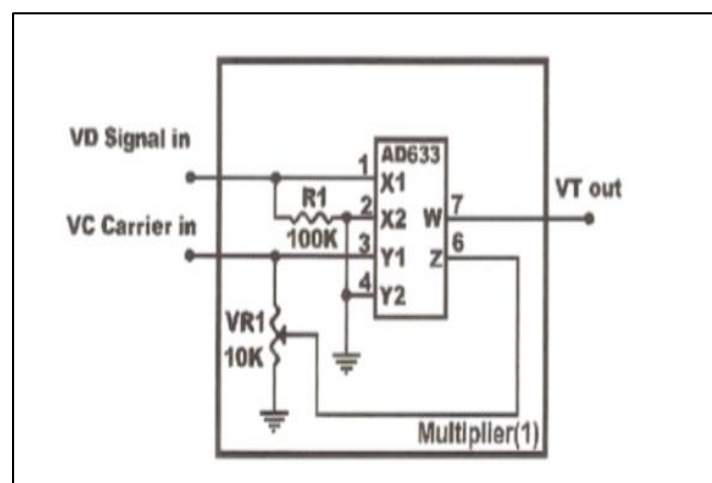 VD Signal in
VC Carrier in
AD633
1
X1
R1
100K
2
X2
W
7
VT out
3
Y1
Z
6
4
Y2
VR1
10K
Multiplier(1)